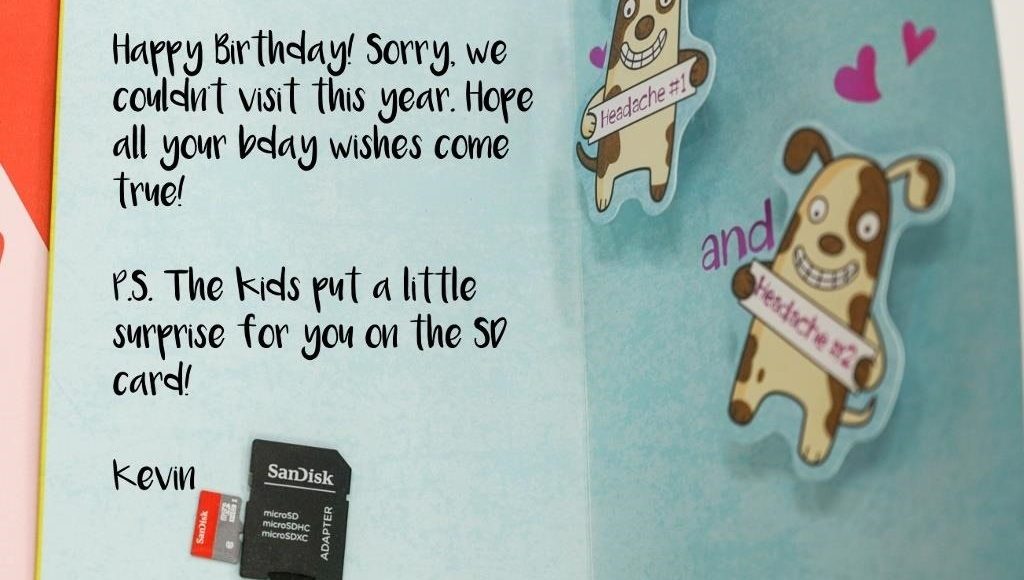 Happy Birthday! Sorry, we
couldn't visit this year. Hope
all your bday wishes come
true!
P.S. The kids put a little
surprise for you on the SD
card!
Kevin
SanDisk
microSD
microSDHC
microSDXC
ADAPTER
SanDisk
Headache #1
and
Headache #2